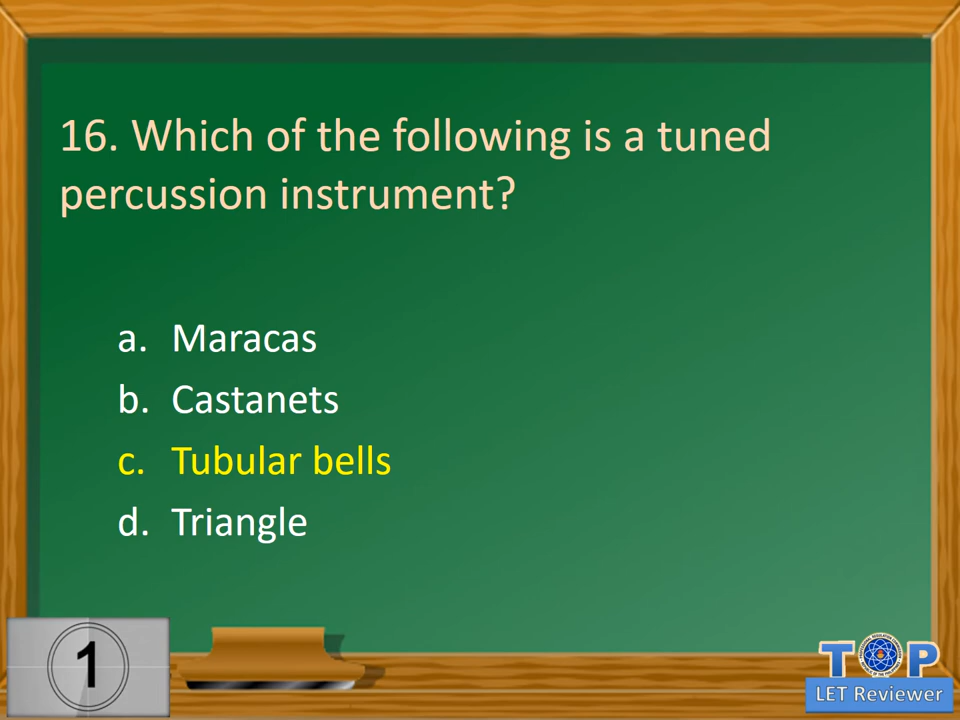 16. Which of the following is a tuned
percussion instrument?
a. Maracas
b. Castanets
c. Tubular bells
d. Triangle
1
TOP
LET Reviewer